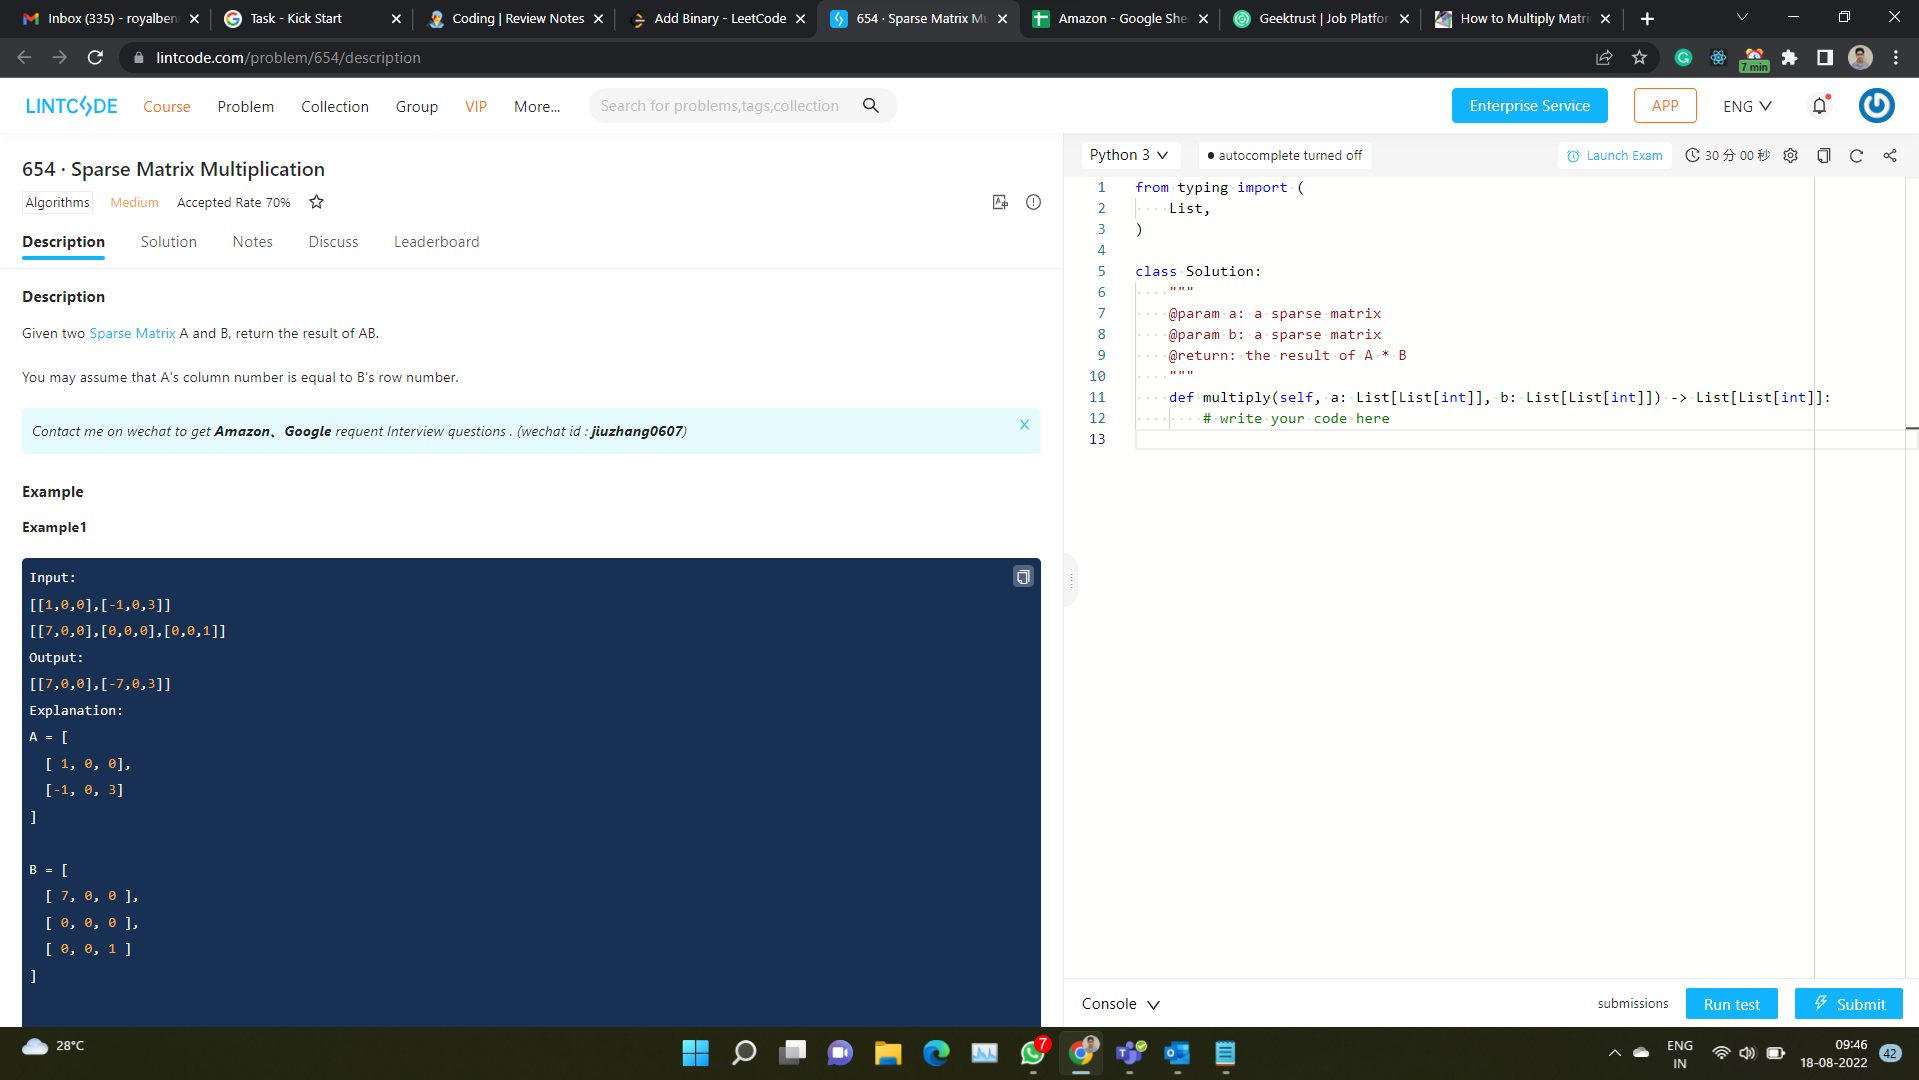 Inbox (335) - royalben
Task - Kick Start
Coding | Review Notes
Add Binary - LeetCode
654 · Sparse Matrix Mu
Amazon - Google She
Geektrust | Job Platfor
How to Multiply Matri
lintcode.com/problem/654/description
7 min
LINTCODE
Course
Problem
Collection
Group
VIP
More...
Search for problems,tags,collection
Enterprise Service
APP
ENG
654 · Sparse Matrix Multiplication
Algorithms
Medium
Accepted Rate 70%
Description
Solution
Notes
Discuss
Leaderboard
Description
Given two Sparse Matrix A and B, return the result of AB.
You may assume that A's column number is equal to B's row number.
Contact me on wechat to get Amazon、Google requent Interview questions . (wechat id : jiuzhang0607)
Example
Example1
Input:
[[1,0,0],[-1,0,3]]
[[7,0,0],[0,0,0],[0,0,1]]
Output:
[[7,0,0],[-7,0,3]]
Explanation:
A = [
[ 1, 0, 0],
[-1, 0, 3]
]
B = [
[ 7, 0, 0 ],
[ 0, 0, 0 ],
[ 0, 0, 1 ]
]
Python 3
autocomplete turned off
Launch Exam
30 分 00 秒
1 from typing import (
2 List,
3 )
4
5 class Solution:
6 """
7 @param a: a sparse matrix
8 @param b: a sparse matrix
9 @return: the result of A * B
10 """
11 def multiply(self, a: List[List[int]], b: List[List[int]]) -> List[List[int]]:
12 # write your code here
13
Console
submissions
Run test
Submit
28°C
7
ENG
IN
09:46
18-08-2022
42